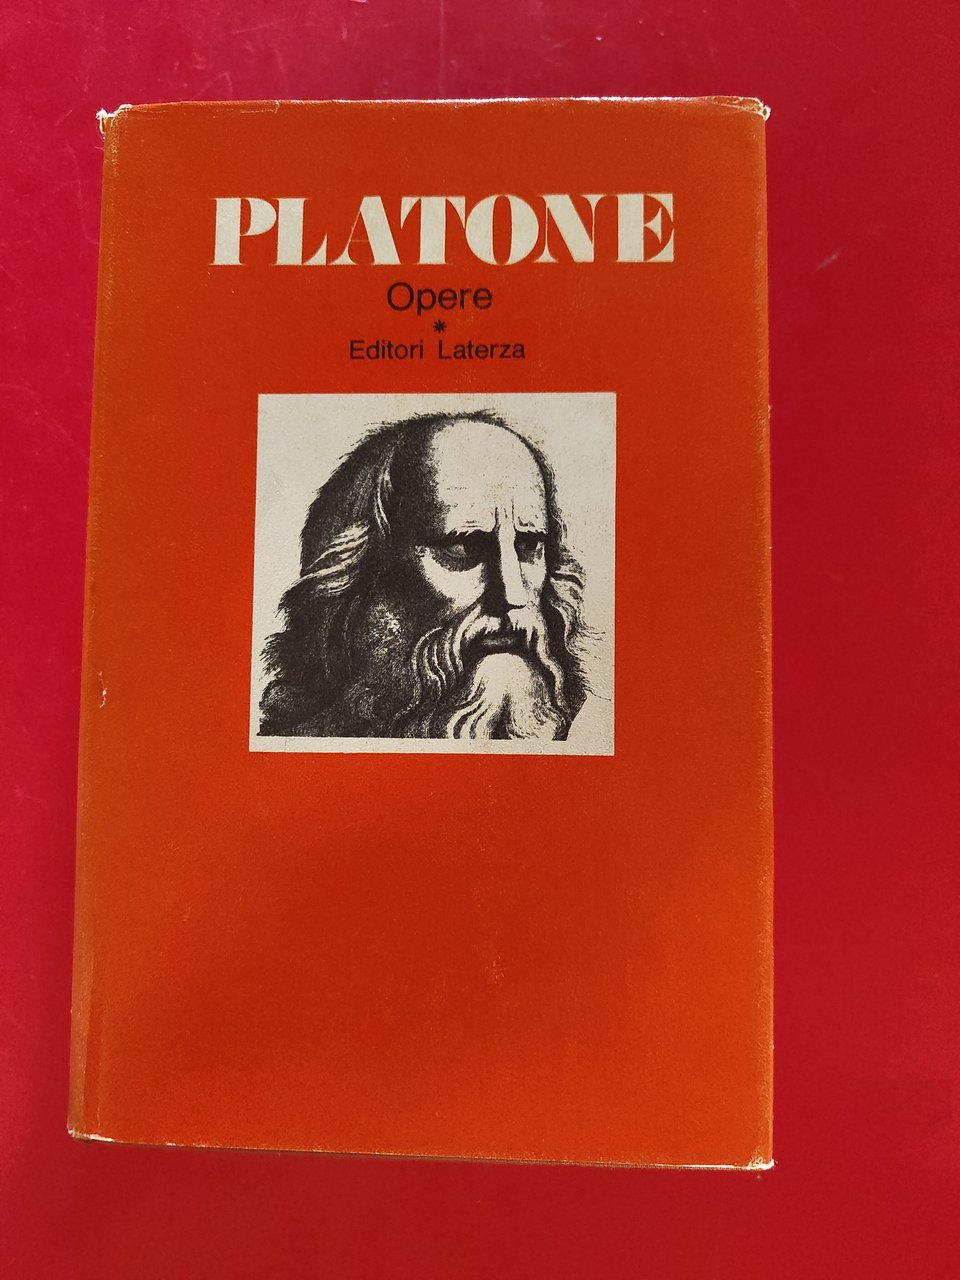 PLATONE
Opere
*
Editori Laterza